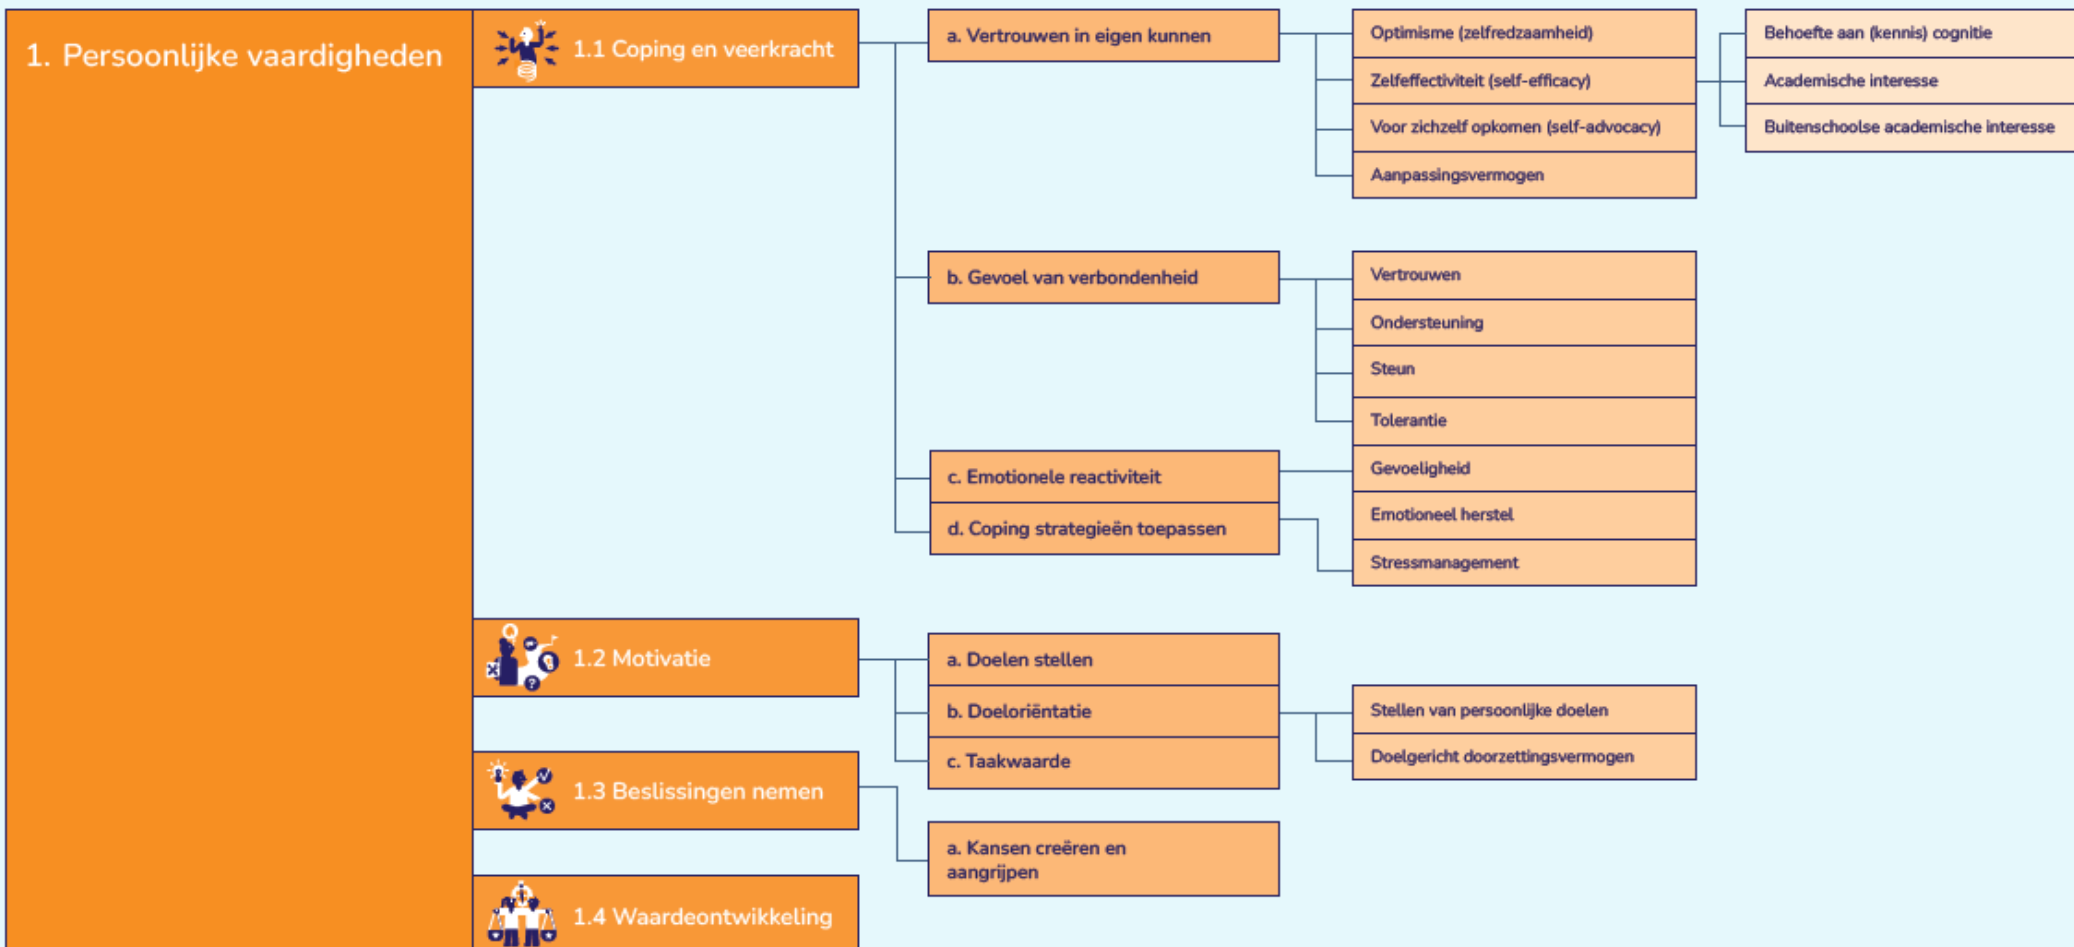 1. Persoonlijke vaardigheden
1.1 Coping en veerkracht
a. Vertrouwen in eigen kunnen
Optimisme (zelfredzaamheid)
Zelfeffectiviteit (self-efficacy)
Voor zichzelf opkomen (self-advocacy)
Aanpassingsvermogen
Behoefte aan (kennis) cognitie
Academische interesse
Buitenschoolse academische interesse
b. Gevoel van verbondenheid
Vertrouwen
Ondersteuning
Steun
Tolerantie
c. Emotionele reactiviteit
Gevoeligheid
Emotioneel herstel
d. Coping strategieën toepassen
Stressmanagement
1.2 Motivatie
a. Doelen stellen
b. Doeloriëntatie
Stellen van persoonlijke doelen
Doelgericht doorzettingsvermogen
c. Taakwaarde
1.3 Beslissingen nemen
a. Kansen creëren en
aangrijpen
1.4 Waardeontwikkeling